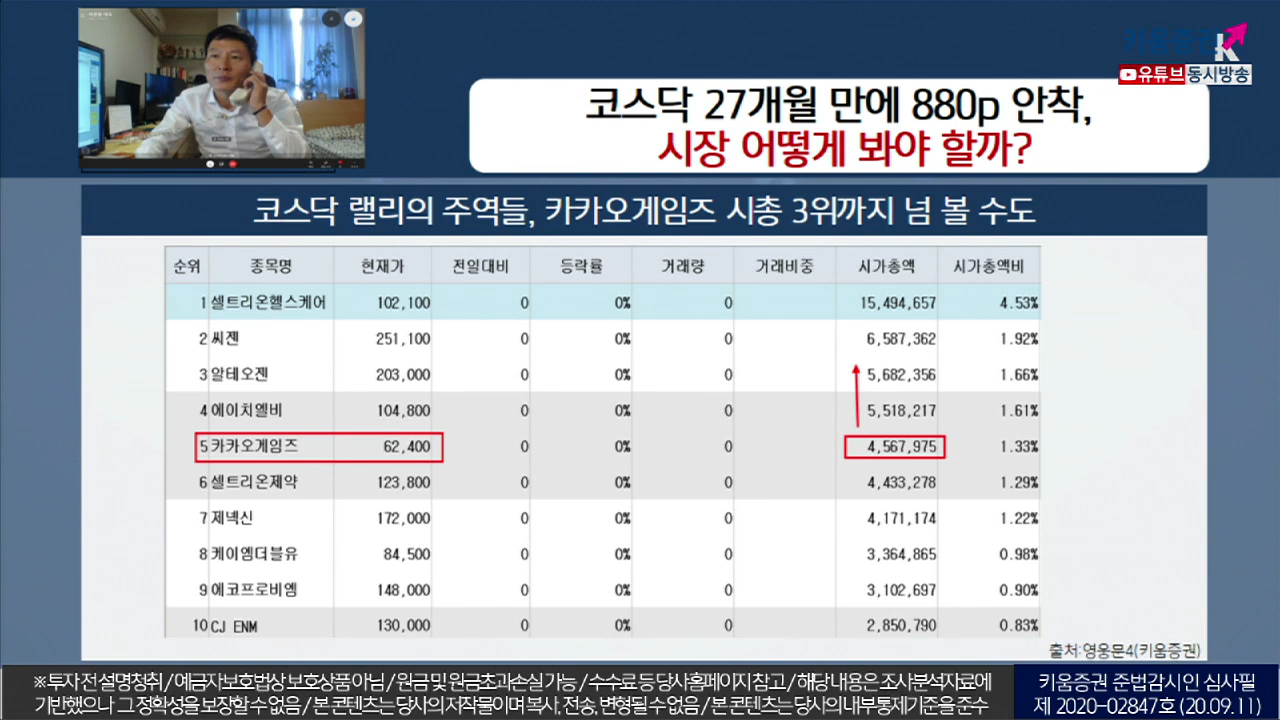 키움증권
유튜브 동시방송
코스닥 27개월 만에 880p 안착,
시장 어떻게 봐야 할까?
코스닥 랠리의 주역들, 카카오게임즈 시총 3위까지 넘 볼 수도
순위 종목명 현재가 전일대비 등락률 거래량 거래비중 시가총액 시가총액비
1 셀트리온헬스케어 102,100 0 0% 0 15,494,657 4.53%
2 씨젠 251,100 0 0% 0 6,587,362 1.92%
3 알테오젠 203,000 0 0% 0 5,682,356 1.66%
4 에이치엘비 104,800 0 0% 0 5,518,217 1.61%
5 카카오게임즈 62,400 0 0% 0 4,567,975 1.33%
6 셀트리온제약 123,800 0 0% 0 4,433,278 1.29%
7 제넥신 172,000 0 0% 0 4,171,174 1.22%
8 케이엠더블유 84,500 0 0% 0 3,364,865 0.98%
9 에코프로비엠 148,000 0 0% 0 3,102,697 0.90%
10 CJ ENM 130,000 0 0% 0 2,850,790 0.83%
출처:영웅문4(키움증권)
※ 투자 전 설명청취 / 예금자보호법상 보호상품 아님 / 원금 및 원금초과손실 가능 / 수수료 등 당사홈페이지 참고 / 해당 내용은 조사분석자료에
기반했으나 그 정확성을 보장할 수 없음 / 본 콘텐츠는 당사의 저작물이며 복사, 전송, 변형될 수 없음 / 본 콘텐츠는 당사의 내부통제기준을 준수
키움증권 준법감시인 심사필
제 2020-02847호 (20.09.11)